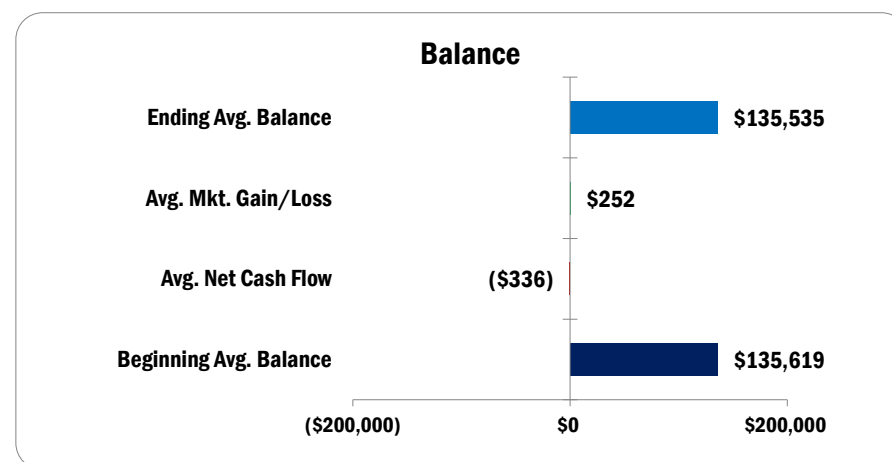 Balance
Ending Avg. Balance $135,535
Avg. Mkt. Gain/Loss $252
Avg. Net Cash Flow ($336)
Beginning Avg. Balance $135,619
($200,000) $0 $200,000